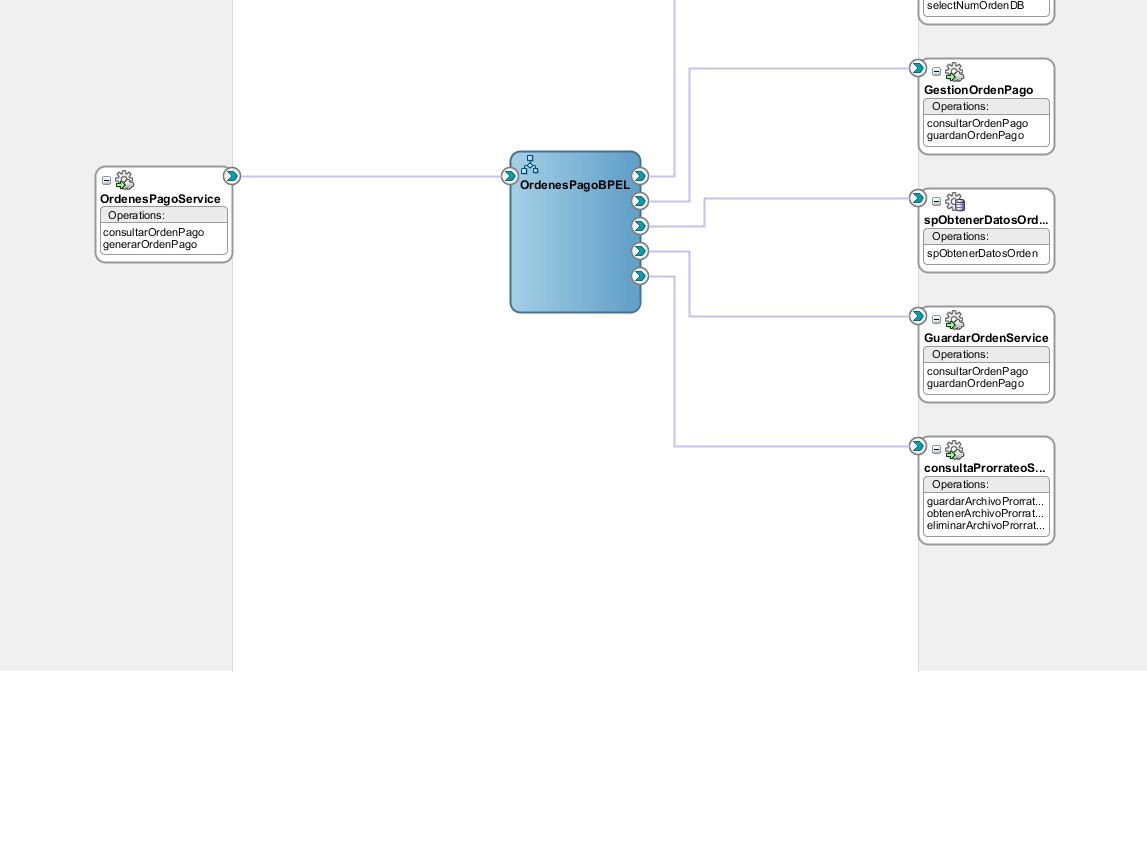 selectNumOrdenDB
GestionOrdenPago
Operations:
consultarOrdenPago
guardanOrdenPago
OrdenesPagoService
Operations:
consultarOrdenPago
generarOrdenPago
OrdenesPagoBPEL
spObtenerDatosOrd...
Operations:
spObtenerDatosOrden
GuardarOrdenService
Operations:
consultarOrdenPago
guardanOrdenPago
consultaProrrateoS...
Operations:
guardarArchivoProrrat...
obtenerArchivoProrrat...
eliminarArchivoProrrat...